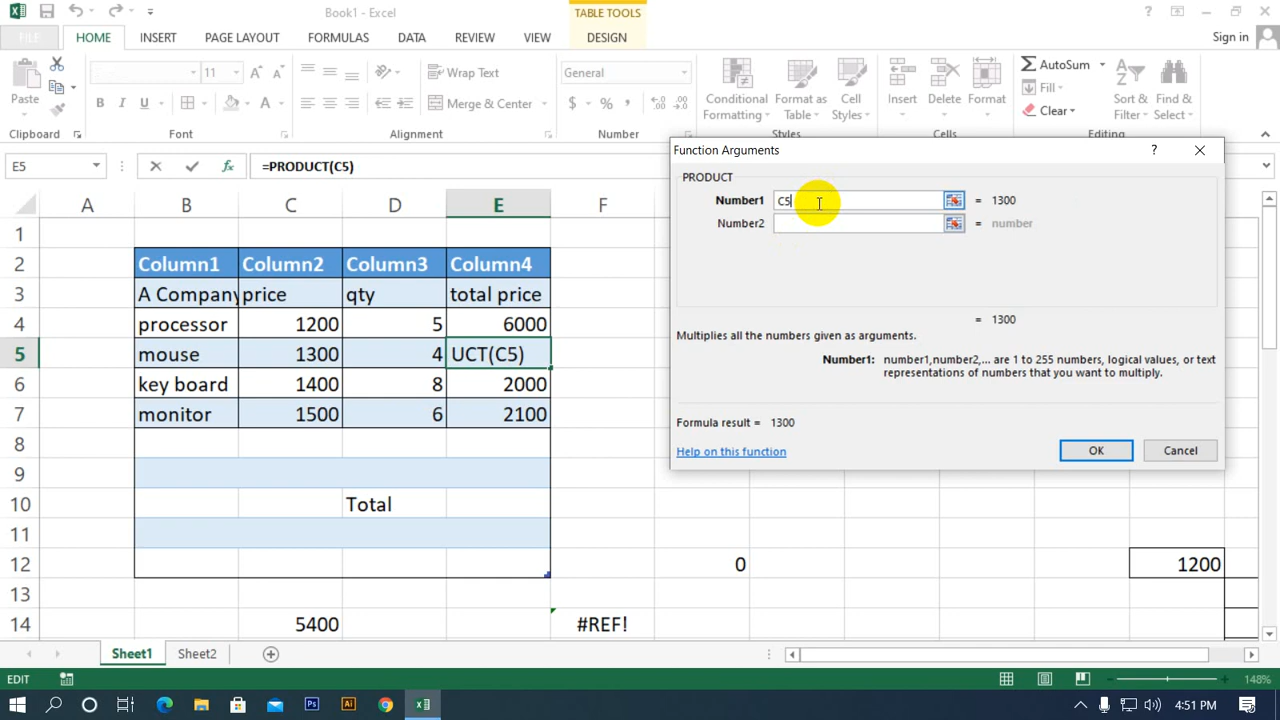 Book1 - Excel
TABLE TOOLS
Sign in
FILE
HOME
INSERT
PAGE LAYOUT
FORMULAS
DATA
REVIEW
VIEW
DESIGN
Paste
11
Wrap Text
Merge & Center
General
Conditional Formatting
Format as Table
Cell Styles
Insert
Delete
Format
AutoSum
Fill
Clear
Sort & Filter
Find & Select
Clipboard
Font
Alignment
Number
Styles
Cells
Editing
E5
=PRODUCT(C5)
A B C D E F
1
2 Column1 Column2 Column3 Column4
3 A Company price qty total price
4 processor 1200 5 6000
5 mouse 1300 4 UCT(C5)
6 key board 1400 8 2000
7 monitor 1500 6 2100
8
9
10 Total
11
12 0 1200
13
14 5400 #REF!
Function Arguments
PRODUCT
Number1 C5 = 1300
Number2 = number
= 1300
Multiplies all the numbers given as arguments.
Number1: number1,number2,... are 1 to 255 numbers, logical values, or text
representations of numbers that you want to multiply.
Formula result = 1300
Help on this function
OK
Cancel
Sheet1 Sheet2
EDIT
148%
4:51 PM